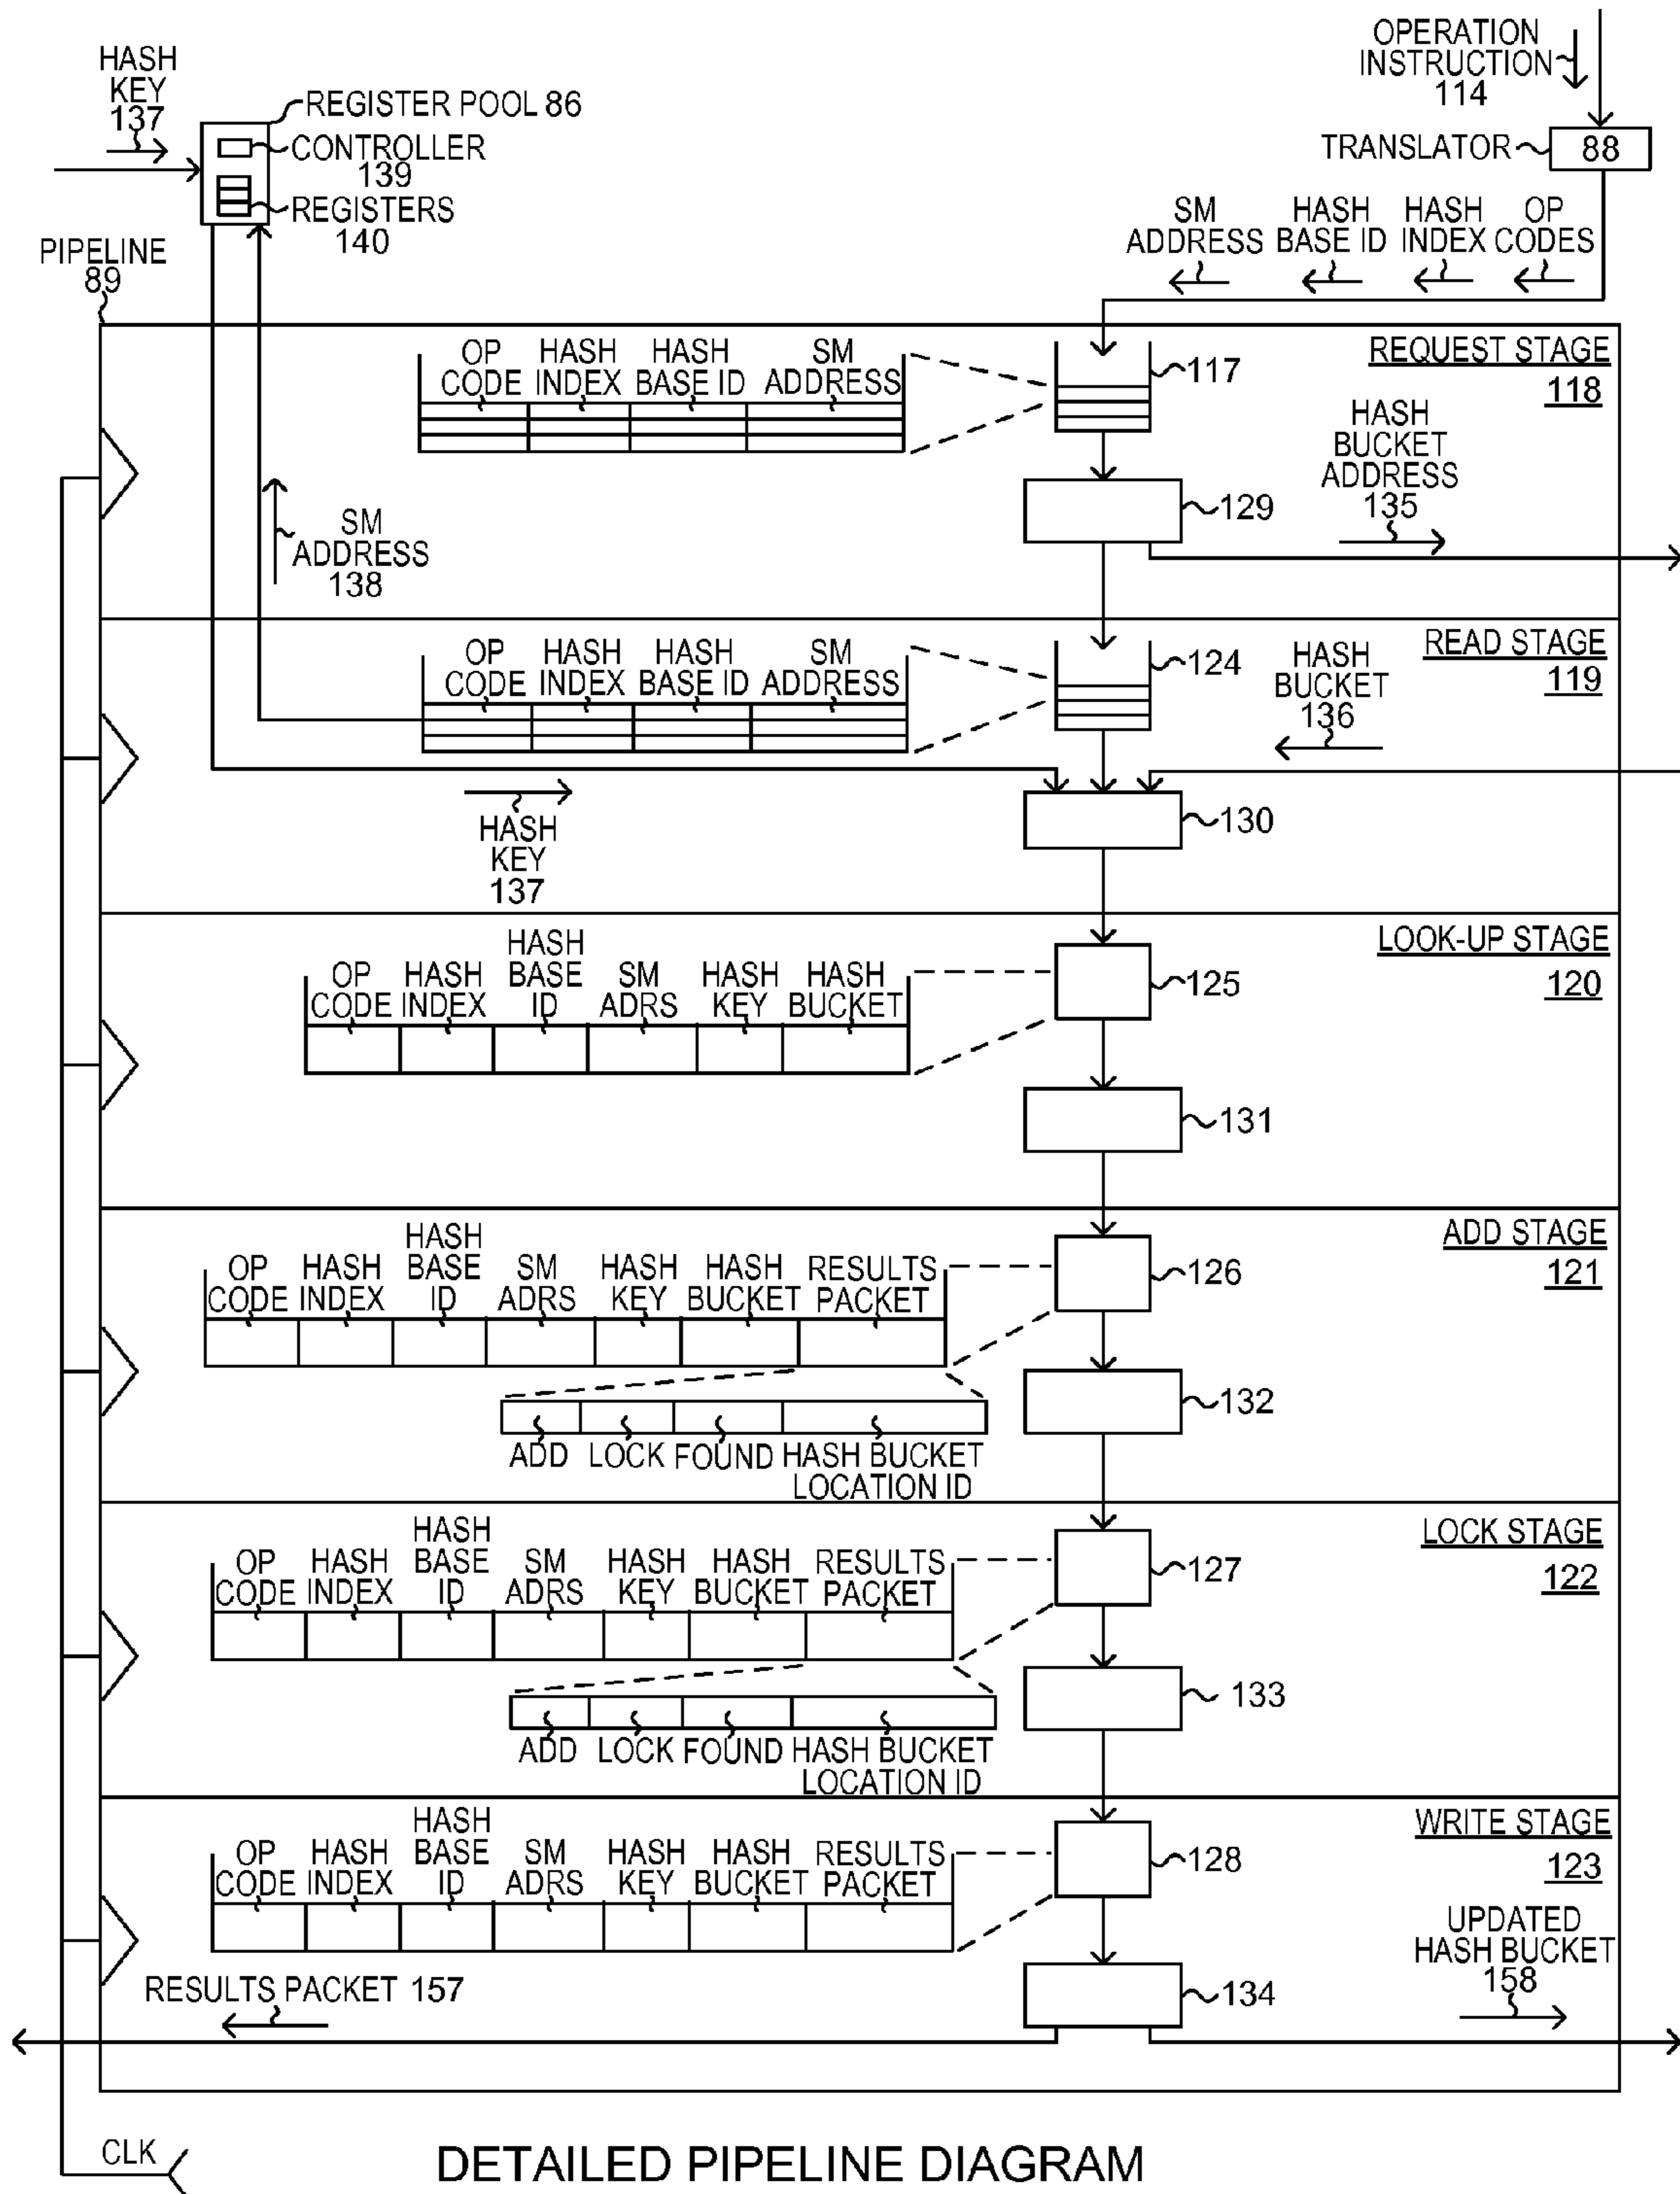 HASH
KEY
137
REGISTER POOL 86
CONTROLLER
139
REGISTERS
140
OPERATION
INSTRUCTION
114
TRANSLATOR
88
SM
ADDRESS
HASH
BASE ID
HASH
INDEX
OP
CODES
PIPELINE
89
OP
CODE
HASH
INDEX
HASH
BASE ID
SM
ADDRESS
117
REQUEST STAGE
118
129
HASH
BUCKET
ADDRESS
135
SM
ADDRESS
138
OP
CODE
HASH
INDEX
HASH
BASE ID
SM
ADDRESS
124
READ STAGE
119
HASH
BUCKET
136
HASH
KEY
137
130
OP
CODE
HASH
INDEX
HASH
BASE
ID
SM
ADRS
HASH
KEY
HASH
BUCKET
125
LOOK-UP STAGE
120
131
OP
CODE
HASH
INDEX
HASH
BASE
ID
SM
ADRS
HASH
KEY
HASH
BUCKET
RESULTS
PACKET
126
ADD STAGE
121
132
ADD
LOCK
FOUND
HASH BUCKET
LOCATION ID
OP
CODE
HASH
INDEX
HASH
BASE
ID
SM
ADRS
HASH
KEY
HASH
BUCKET
RESULTS
PACKET
127
LOCK STAGE
122
133
ADD
LOCK
FOUND
HASH BUCKET
LOCATION ID
OP
CODE
HASH
INDEX
HASH
BASE
ID
SM
ADRS
HASH
KEY
HASH
BUCKET
RESULTS
PACKET
128
WRITE STAGE
123
134
UPDATED
HASH BUCKET
158
RESULTS PACKET 157
CLK
DETAILED PIPELINE DIAGRAM